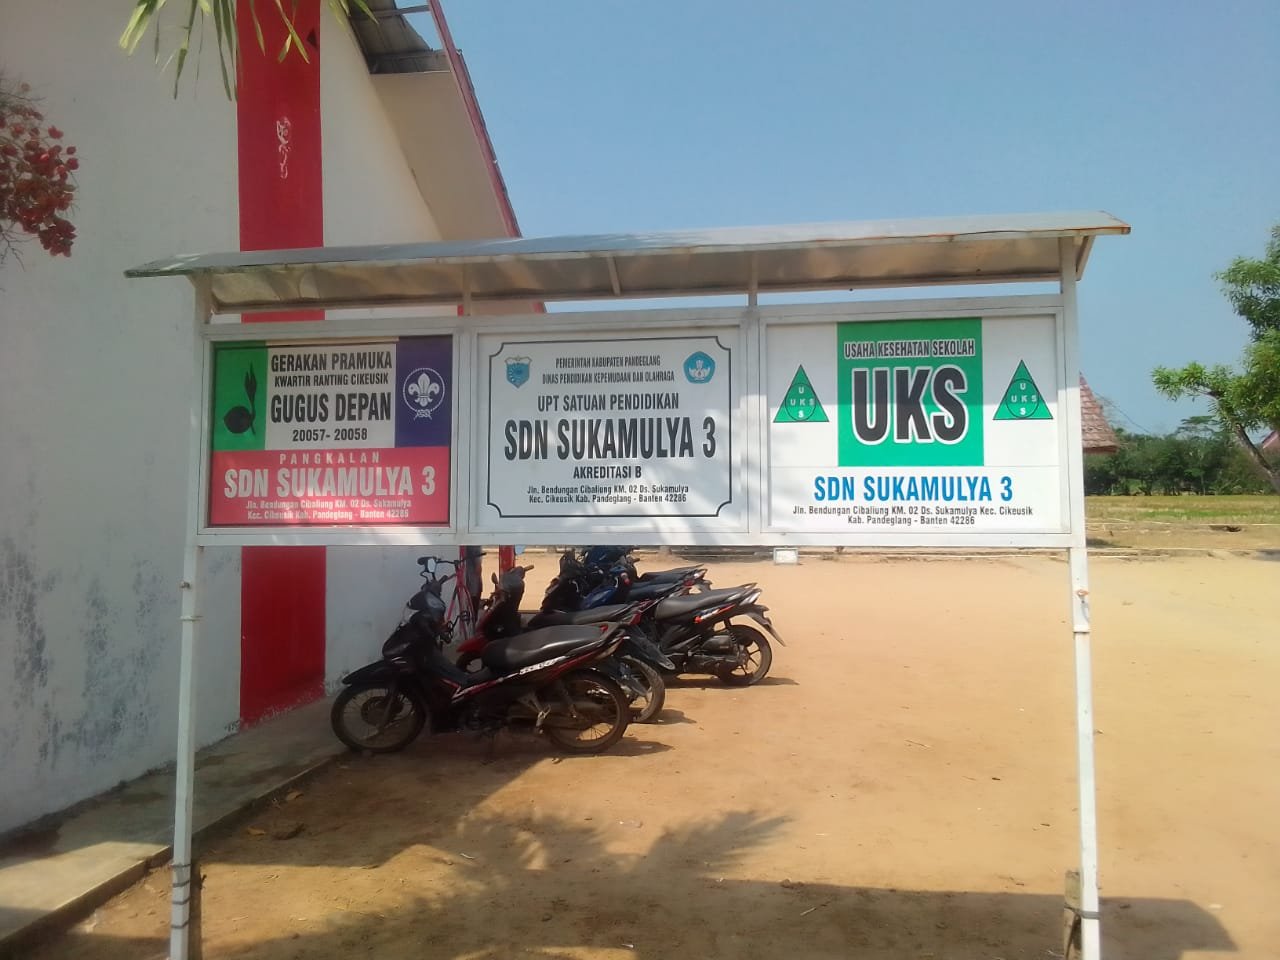 GERAKAN PRAMUKA
KWARTIR RANTING CIKEUSIK
GUGUS DEPAN
20057- 20058
PANGKALAN
SDN SUKAMULYA 3
Jln. Bendungan Cibaliung KM. 02 Ds. Sukamulya
Kec. Cikeusik Kab. Pandeglang - Banten 42286
PEMERINTAH KABUPATEN PANDEGLANG
DINAS PENDIDIKAN KEPEMUDAAN DAN OLAHRAGA
UPT SATUAN PENDIDIKAN
SDN SUKAMULYA 3
AKREDITASI B
Jln. Bendungan Cibaliung KM. 02 Ds. Sukamulya
Kec. Cikeusik Kab. Pandeglang - Banten 42286
USAHA KESEHATAN SEKOLAH
UKS
U
UKS
S
U
UKS
S
SDN SUKAMULYA 3
Jln. Bendungan Cibaliung KM. 02 Ds. Sukamulya Kec. Cikeusik
Kab. Pandeglang - Banten 42286